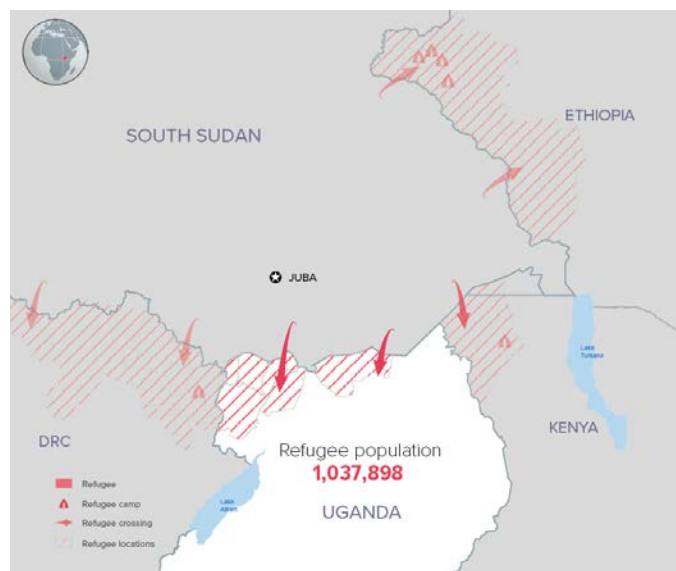 ETHIOPIA
SOUTH SUDAN
JUBA
Lake
Turkana
KENYA
DRC
Refugee population
1,037,898
UGANDA
Lake
Albert
Refugee
Refugee camp
Refugee crossing
Refugee locations